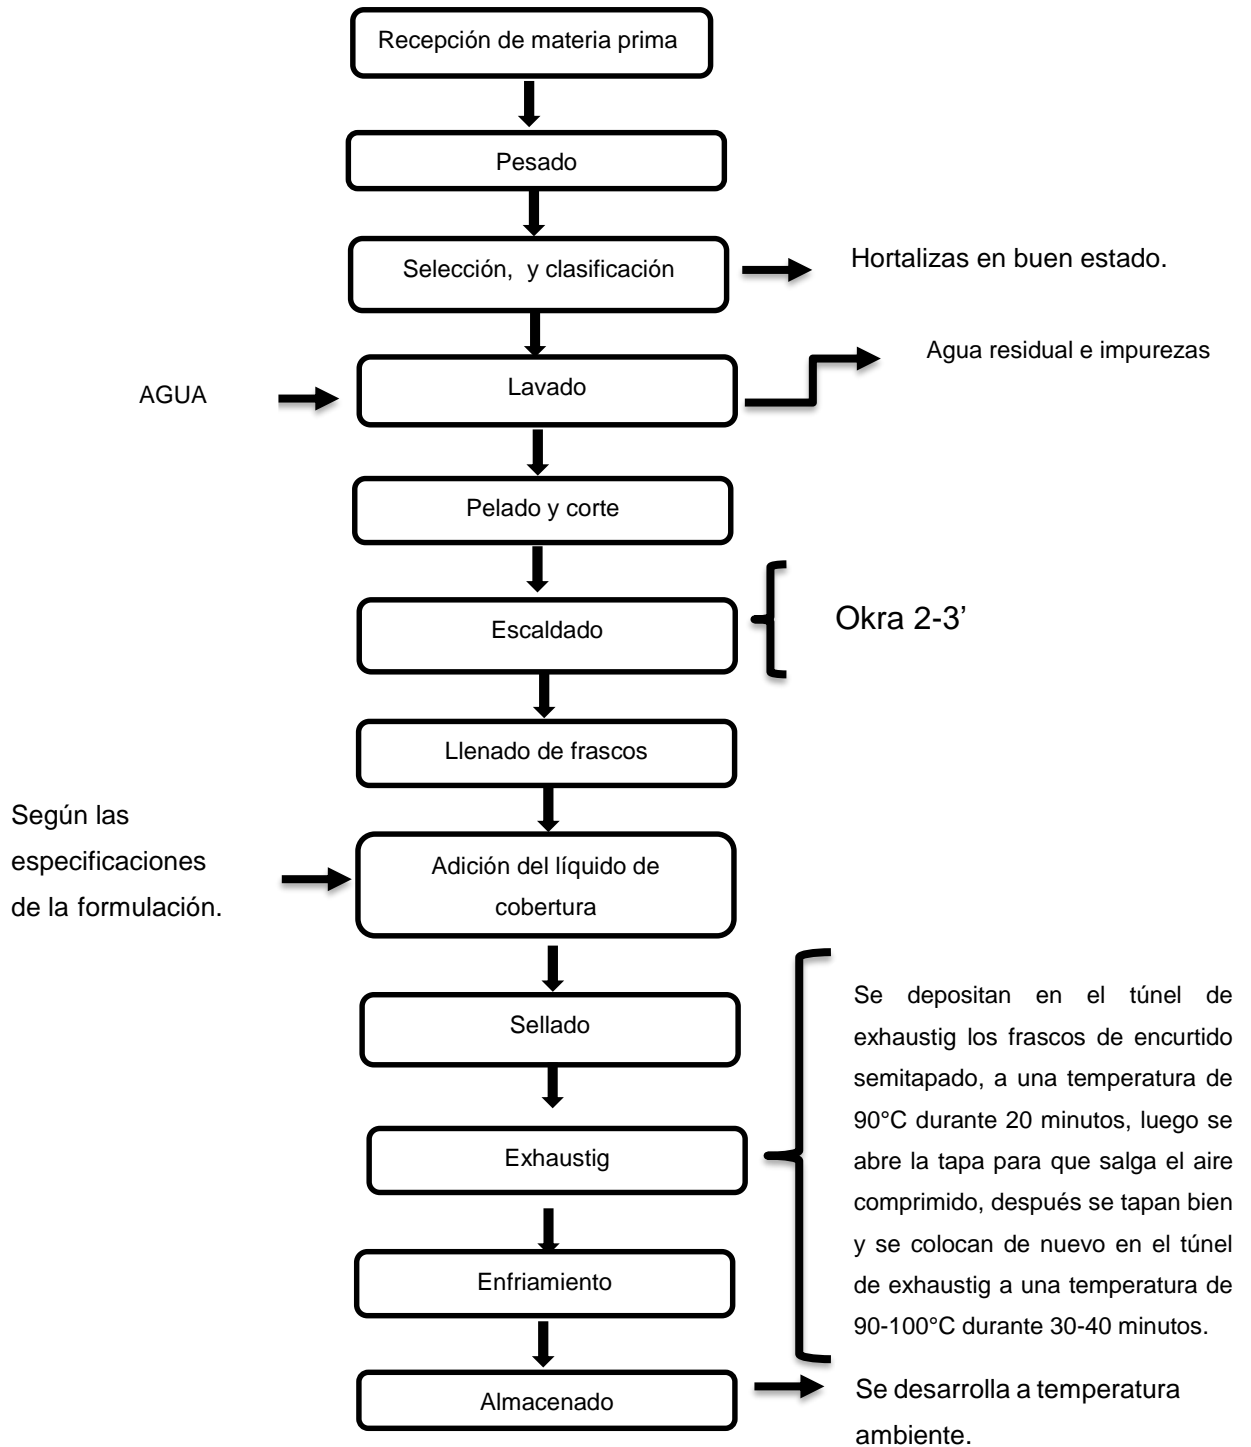 Recepción de materia prima
Pesado
Selección, y clasificación
Hortalizas en buen estado.
Agua residual e impurezas
AGUA
Lavado
Pelado y corte
Escaldado
Okra 2-3’
Llenado de frascos
Según las
especificaciones
de la formulación.
Adición del líquido de
cobertura
Sellado
Exhaustig
Se depositan en el túnel de
exhaustig los frascos de encurtido
semitapado, a una temperatura de
90°C durante 20 minutos, luego se
abre la tapa para que salga el aire
comprimido, después se tapan bien
y se colocan de nuevo en el túnel
de exhaustig a una temperatura de
90-100°C durante 30-40 minutos.
Enfriamiento
Almacenado
Se desarrolla a temperatura
ambiente.